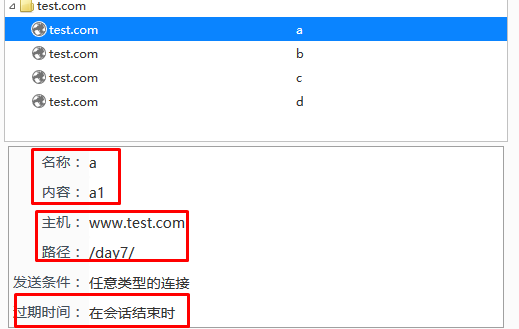 test.com
test.com a
test.com b
test.com c
test.com d
名称： a
内容： a1
主机： www.test.com
路径： /day7/
发送条件： 任意类型的连接
过期时间： 在会话结束时